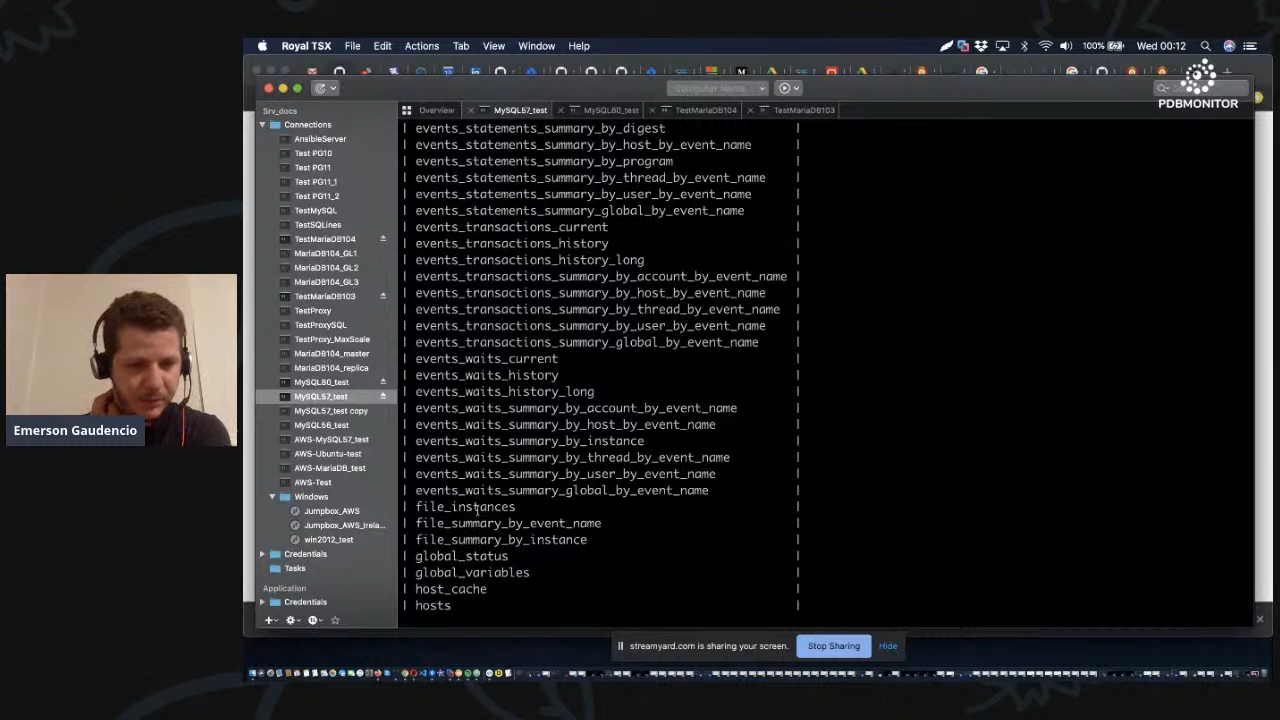 Royal TSX File Edit Actions Tab View Window Help 100% Wed 00:12
PDBMONITOR
Computer Name...
Srv_docs
Overview MySQL57_test MySQL80_test TestMariaDB104 TestMariaDB103
Connections
AnsibleServer
Test PG10
Test PG11
Test PG11_1
Test PG11_2
TestMySQL
TestSQLines
TestMariaDB104
MariaDB104_GL1
MariaDB104_GL2
MariaDB104_GL3
TestMariaDB103
TestProxy
TestProxySQL
TestProxy_MaxScale
MariaDB104_master
MariaDB104_replica
MySQL80_test
MySQL57_test
MySQL57_test copy
MySQL56_test
AWS-MySQL57_test
AWS-Ubuntu-test
AWS-MariaDB_test
AWS-Test
Windows
Jumpbox_AWS
Jumpbox_AWS_Irela...
win2012_test
Credentials
Tasks
Application
Credentials
| events_statements_summary_by_digest |
| events_statements_summary_by_host_by_event_name |
| events_statements_summary_by_program |
| events_statements_summary_by_thread_by_event_name |
| events_statements_summary_by_user_by_event_name |
| events_statements_summary_global_by_event_name |
| events_transactions_current |
| events_transactions_history |
| events_transactions_history_long |
| events_transactions_summary_by_account_by_event_name |
| events_transactions_summary_by_host_by_event_name |
| events_transactions_summary_by_thread_by_event_name |
| events_transactions_summary_by_user_by_event_name |
| events_transactions_summary_global_by_event_name |
| events_waits_current |
| events_waits_history |
| events_waits_history_long |
| events_waits_summary_by_account_by_event_name |
| events_waits_summary_by_host_by_event_name |
| events_waits_summary_by_instance |
| events_waits_summary_by_thread_by_event_name |
| events_waits_summary_by_user_by_event_name |
| events_waits_summary_global_by_event_name |
| file_instances |
| file_summary_by_event_name |
| file_summary_by_instance |
| global_status |
| global_variables |
| host_cache |
| hosts |
Emerson Gaudencio
streamyard.com is sharing your screen. Stop Sharing Hide